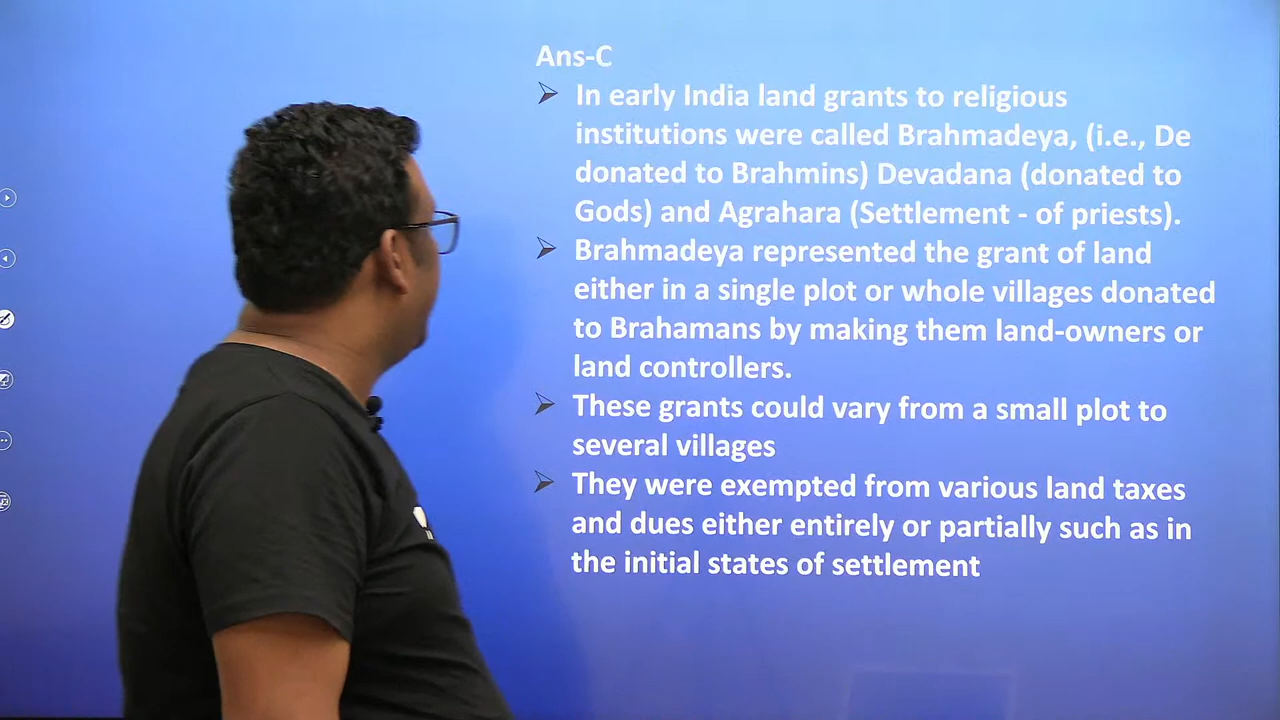 Ans-C
In early India land grants to religious
institutions were called Brahmadeya, (i.e., De
donated to Brahmins) Devadana (donated to
Gods) and Agrahara (Settlement - of priests).
Brahmadeya represented the grant of land
either in a single plot or whole villages donated
to Brahamans by making them land-owners or
land controllers.
These grants could vary from a small plot to
several villages
They were exempted from various land taxes
and dues either entirely or partially such as in
the initial states of settlement